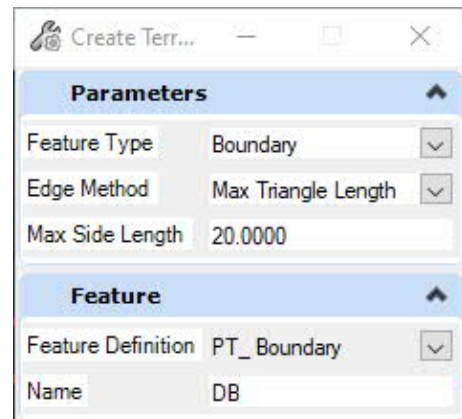 Create Terr...
Parameters
Feature Type Boundary
Edge Method Max Triangle Length
Max Side Length 20.0000
Feature
Feature Definition PT_ Boundary
Name DB